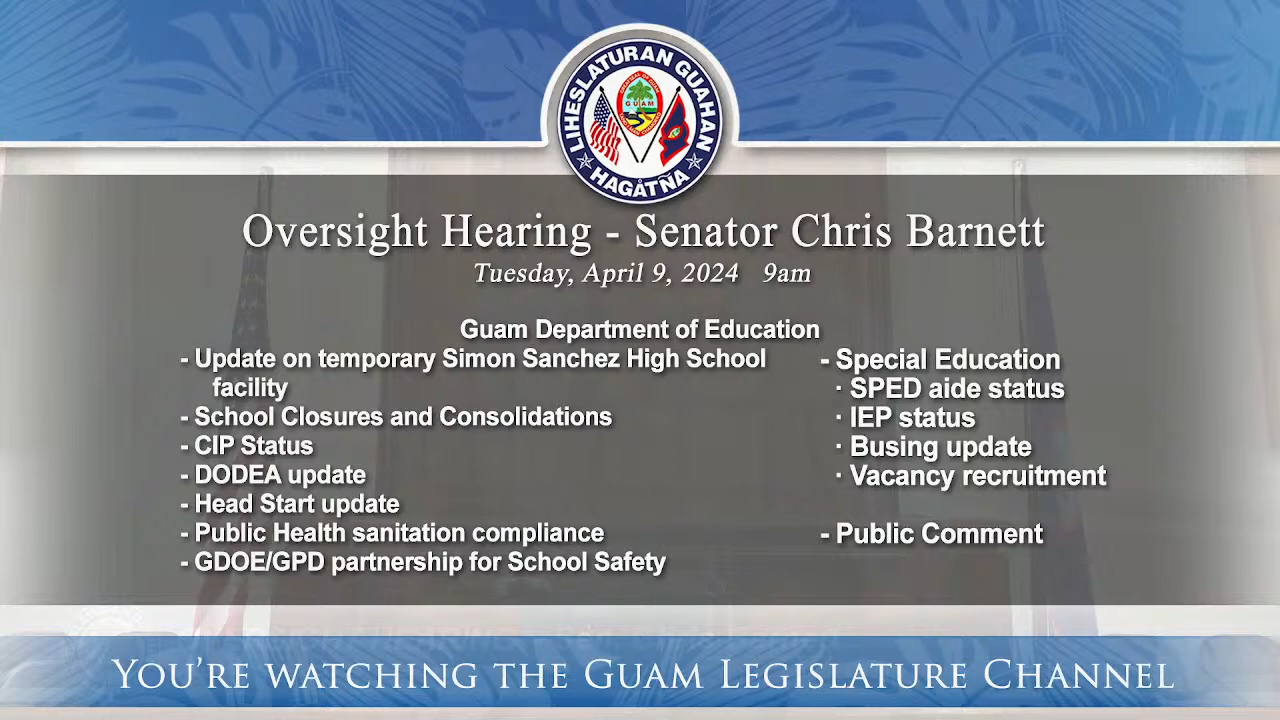 LIHESLATURAN GUAHAN
GUAM
HAGÅTÑA
Oversight Hearing - Senator Chris Barnett
Tuesday, April 9, 2024 9am
Guam Department of Education
- Update on temporary Simon Sanchez High School
facility
- School Closures and Consolidations
- CIP Status
- DODEA update
- Head Start update
- Public Health sanitation compliance
- GDOE/GPD partnership for School Safety
- Special Education
· SPED aide status
· IEP status
· Busing update
· Vacancy recruitment
- Public Comment
YOU'RE WATCHING THE GUAM LEGISLATURE CHANNEL